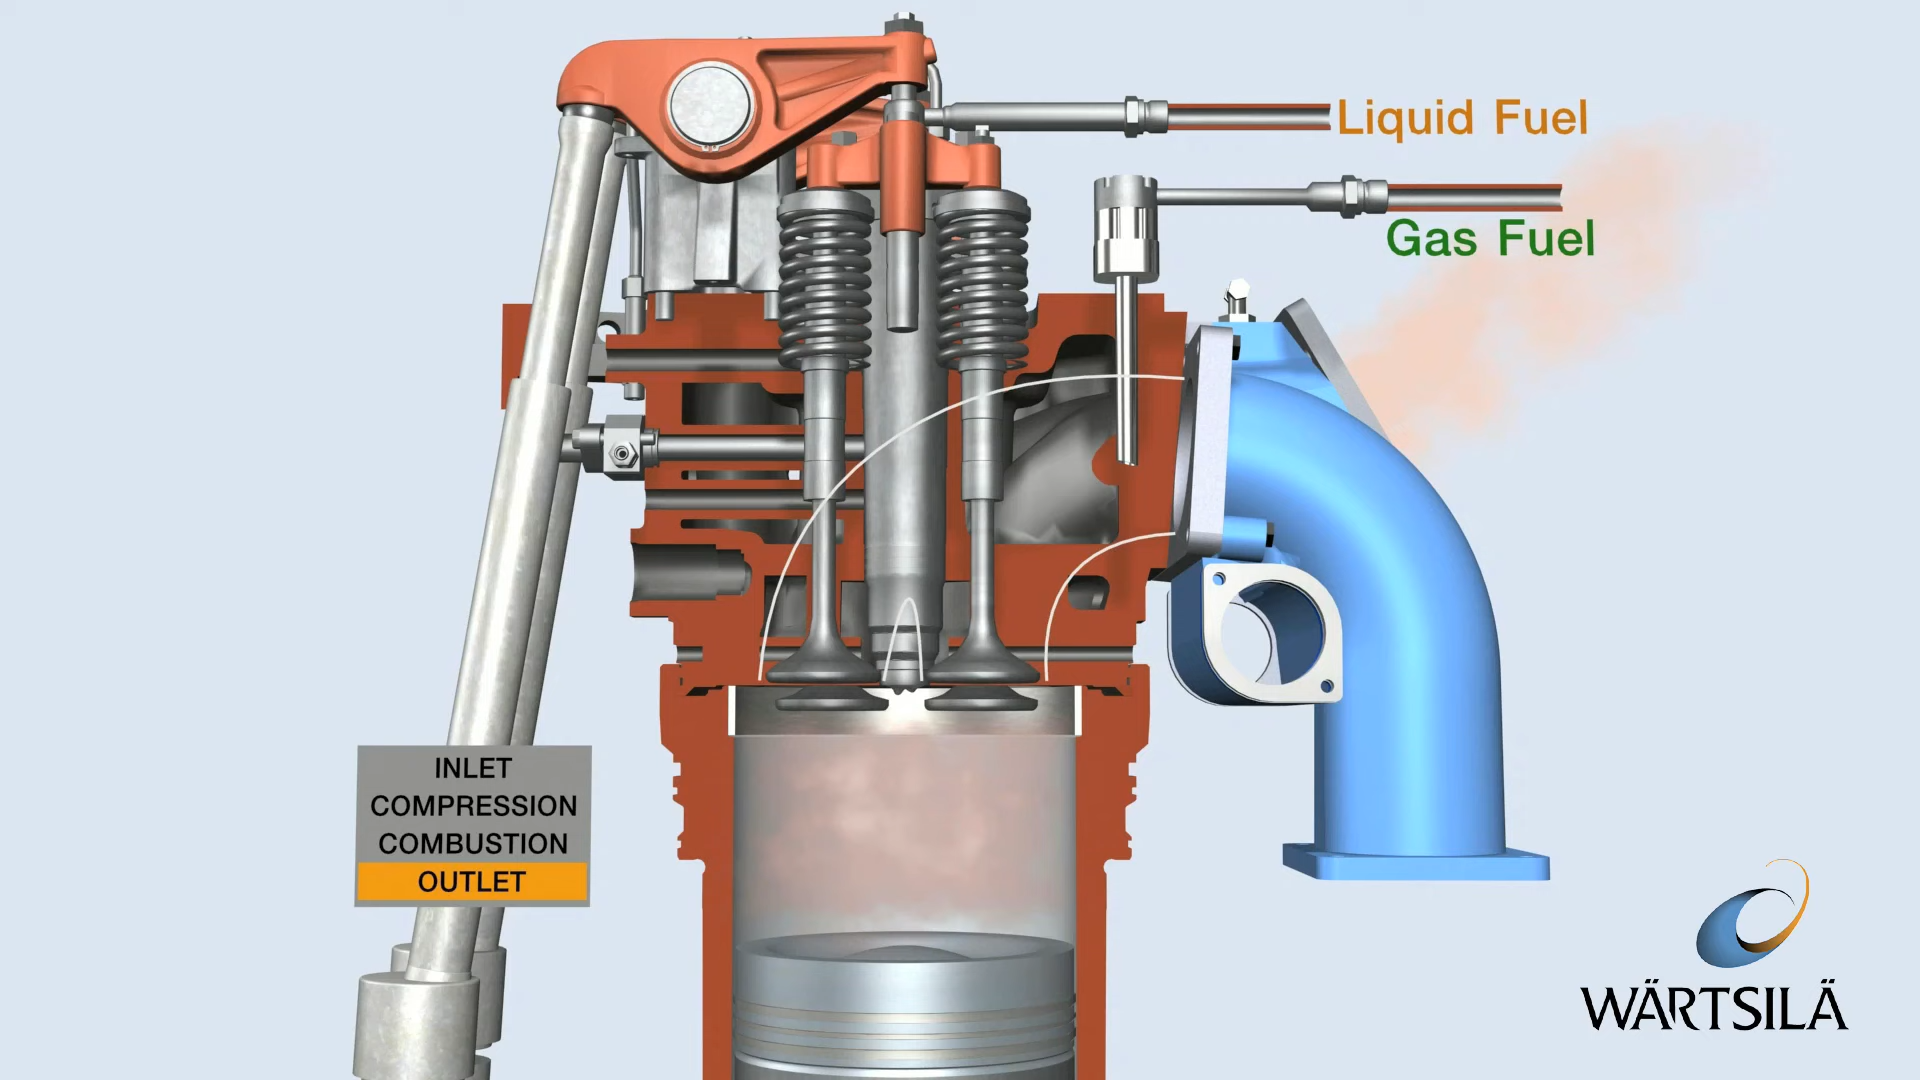 Liquid Fuel
Gas Fuel
INLET
COMPRESSION
COMBUSTION
OUTLET
WÄRTSILÄ